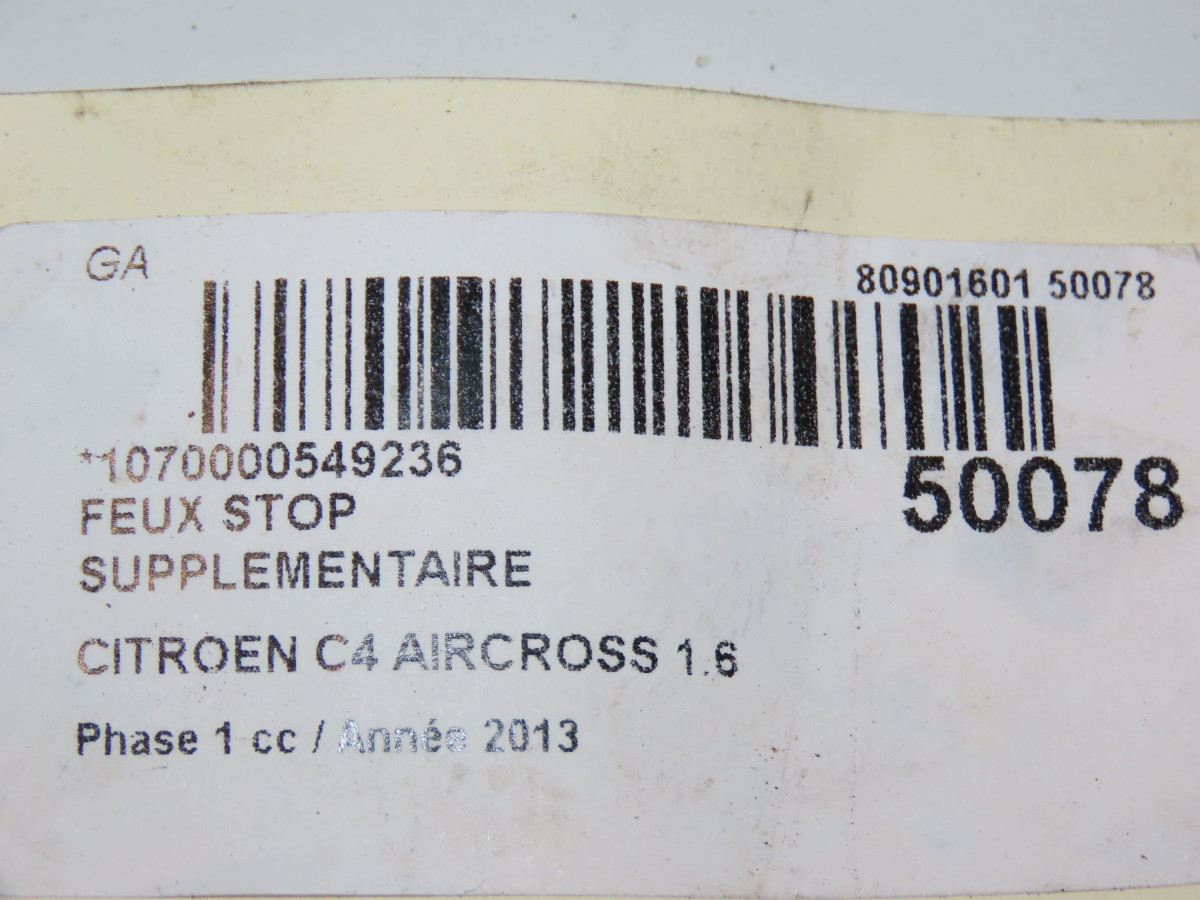 GA
80901601 50078
*1070000549236
50078
FEUX STOP
SUPPLEMENTAIRE
CITROEN C4 AIRCROSS 1.6
Phase 1 cc / Année 2013